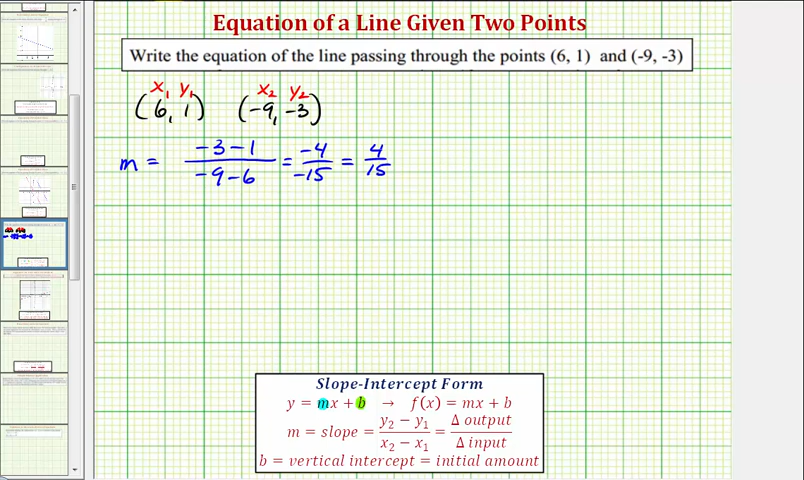 Equation of a Line Given Two Points
Write the equation of the line passing through the points (6, 1) and (-9, -3)
x₁ y₁ x₂ y₂
(6, 1) (-9, -3)
m = (-3 - 1)/(-9 - 6) = -4/-15 = 4/15
Slope-Intercept Form
y = mx + b → f(x) = mx + b
m = slope = (y₂ − y₁)/(x₂ − x₁) = Δ output/Δ input
b = vertical intercept = initial amount